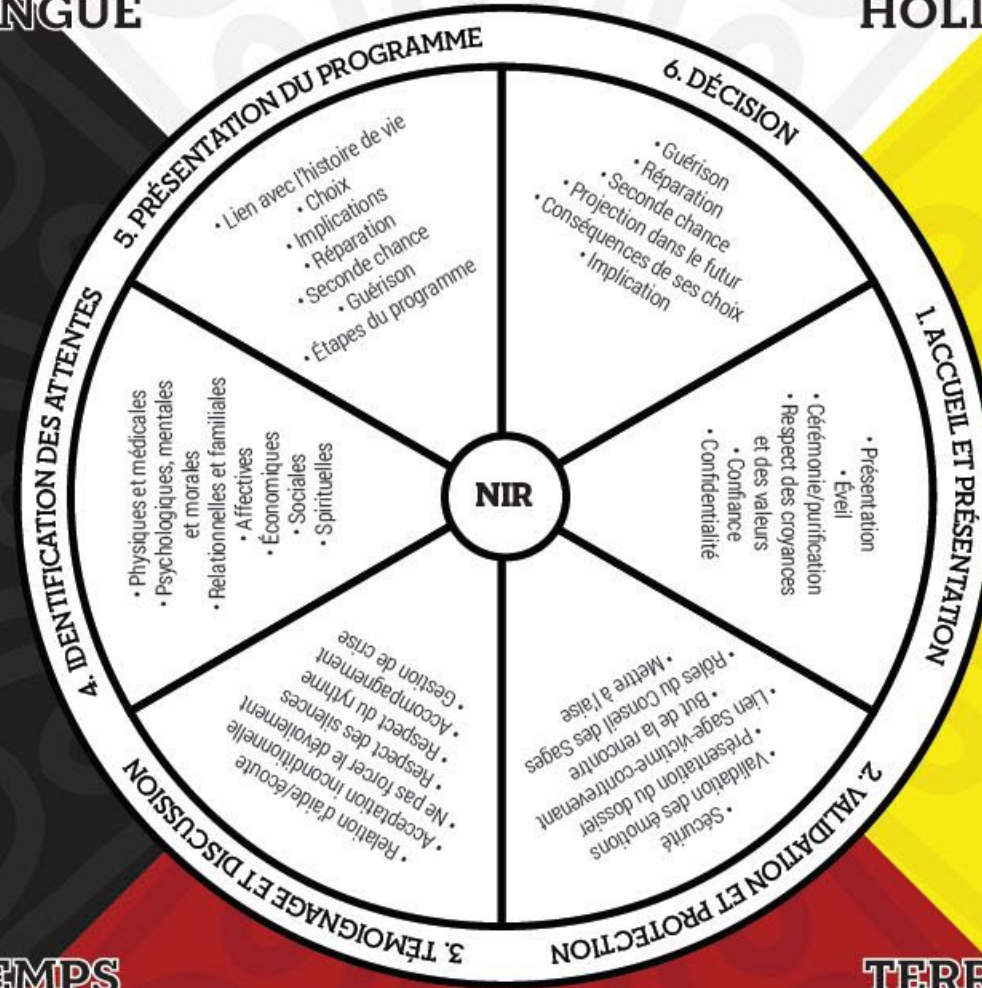 NGUE
HOLI
5. PRÉSENTATION DU PROGRAMME
• Lien avec l'histoire de vie
• Choix
• Implications
• Réparation
• Seconde chance
• Guérison
• Étapes du programme
6. DÉCISION
• Guérison
• Réparation
• Seconde chance
• Projection dans le futur
• Conséquences de ses choix
• Implication
1. ACCUEIL ET PRÉSENTATION
• Présentation
• Éveil
• Cérémonie/purification
• Respect des croyances
et des valeurs
• Confiance
• Confidentialité
2. VALIDATION ET PROTECTION
• Sécurité
• Validation des émotions
• Présentation du dossier
• Lien Sage-victime-contrevenant
• But de la rencontre
• Rôles du Conseil des Sages
• Mettre à l'aise
3. TÉMOIGNAGE ET DISCUSSION
• Relation d'aide/écoute
• Acceptation inconditionnelle
• Ne pas forcer le dévoilement
• Respect des silences
• Respect du rythme
• Accompagnement
• Gestion de crise
4. IDENTIFICATION DES ATTENTES
• Physiques et médicales
• Psychologiques, mentales
et morales
• Relationnelles et familiales
• Affectives
• Économiques
• Sociales
• Spirituelles
NIR
EMPS
TERR